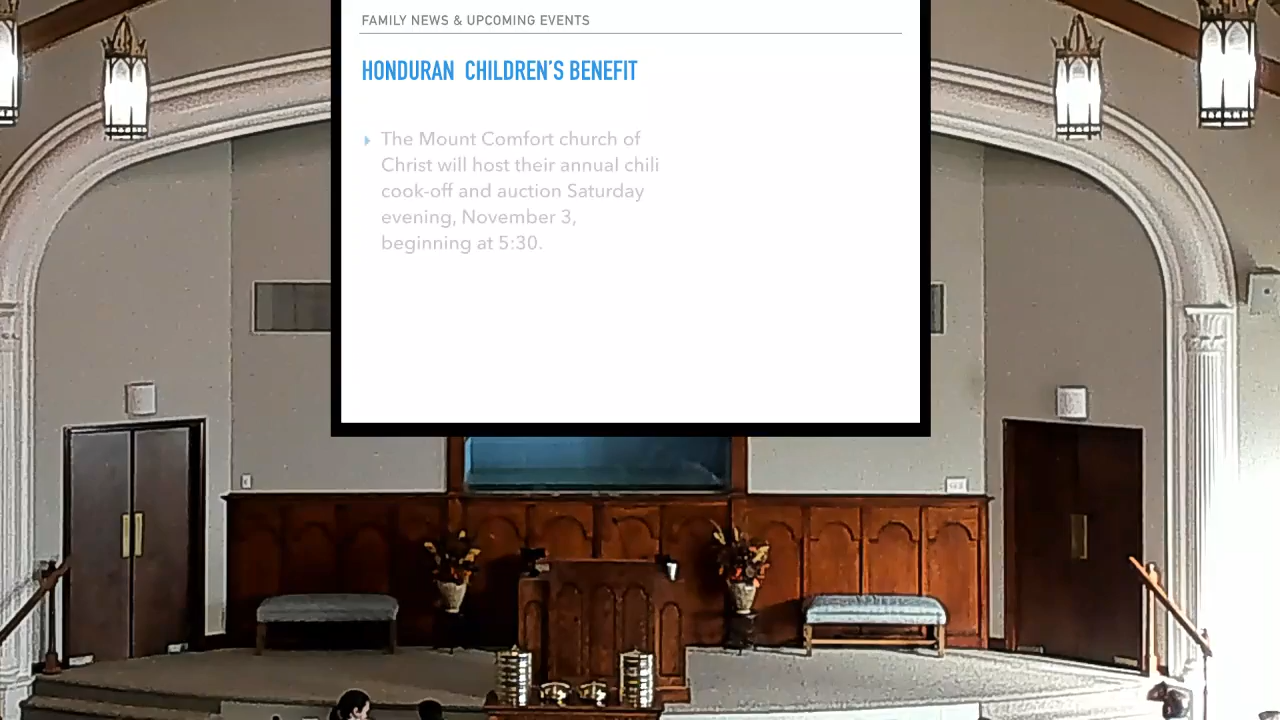 FAMILY NEWS & UPCOMING EVENTS
HONDURAN CHILDREN'S BENEFIT
The Mount Comfort church of
Christ will host their annual chili
cook-off and auction Saturday
evening, November 3,
beginning at 5:30.